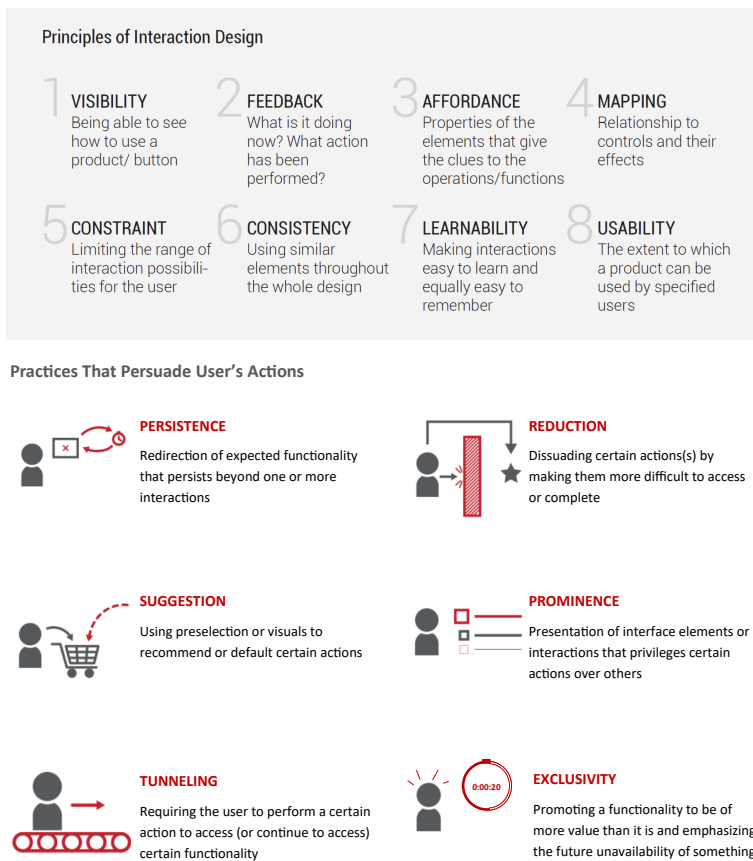 Principles of Interaction Design
1
VISIBILITY
Being able to see
how to use a
product/ button
2
FEEDBACK
What is it doing
now? What action
has been
performed?
3
AFFORDANCE
Properties of the
elements that give
the clues to the
operations/functions
4
MAPPING
Relationship to
controls and their
effects
5
CONSTRAINT
Limiting the range of
interaction possibili-
ties for the user
6
CONSISTENCY
Using similar
elements throughout
the whole design
7
LEARNABILITY
Making interactions
easy to learn and
equally easy to
remember
8
USABILITY
The extent to which
a product can be
used by specified
users
Practices That Persuade User’s Actions
PERSISTENCE
Redirection of expected functionality
that persists beyond one or more
interactions
REDUCTION
Dissuading certain actions(s) by
making them more difficult to access
or complete
SUGGESTION
Using preselection or visuals to
recommend or default certain actions
PROMINENCE
Presentation of interface elements or
interactions that privileges certain
actions over others
TUNNELING
Requiring the user to perform a certain
action to access (or continue to access)
certain functionality
0:00:20
EXCLUSIVITY
Promoting a functionality to be of
more value than it is and emphasizing
the future unavailability of something